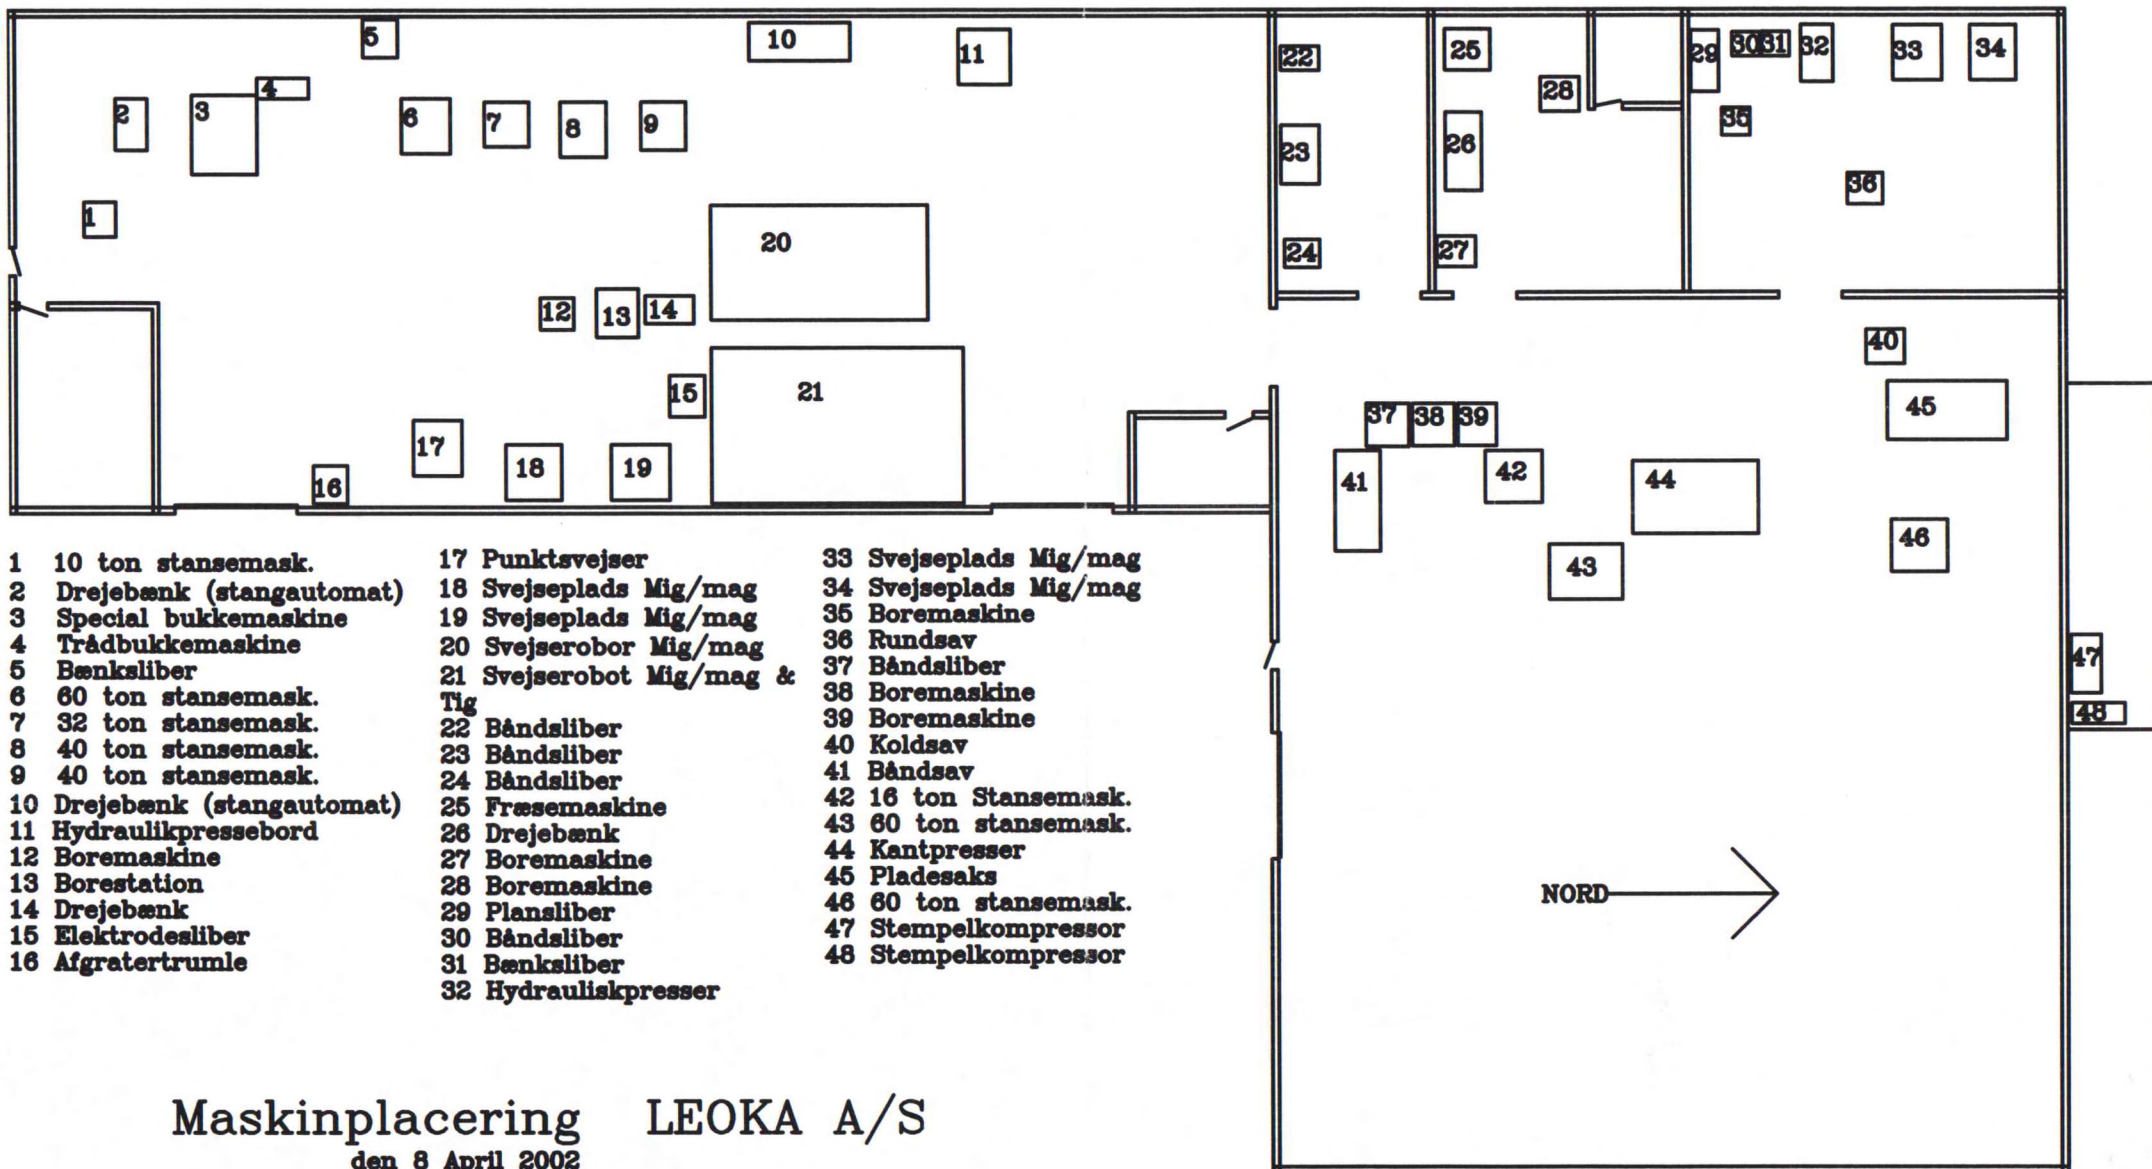 5
10
11
22
25
29
30
31
32
33
34
4
2
3
6
7
8
9
28
35
23
26
1
36
20
24
27
12
13
14
40
15
21
37
38
39
45
17
18
19
16
41
42
44
43
46
47
48
1 10 ton stansemask.
2 Drejebænk (stangautomat)
3 Special bukkemaskine
4 Trådbukkemaskine
5 Bænksliber
6 60 ton stansemask.
7 32 ton stansemask.
8 40 ton stansemask.
9 40 ton stansemask.
10 Drejebænk (stangautomat)
11 Hydraulikpressebord
12 Boremaskine
13 Borestation
14 Drejebænk
15 Elektrodesliber
16 Afgratertrumle
17 Punktsvejser
18 Svejseplads Mig/mag
19 Svejseplads Mig/mag
20 Svejserobor Mig/mag
21 Svejserobot Mig/mag &
Tig
22 Båndsliber
23 Båndsliber
24 Båndsliber
25 Fræsemaskine
26 Drejebænk
27 Boremaskine
28 Boremaskine
29 Plansliber
30 Båndsliber
31 Bænksliber
32 Hydrauliskpresser
33 Svejseplads Mig/mag
34 Svejseplads Mig/mag
35 Boremaskine
36 Rundsav
37 Båndsliber
38 Boremaskine
39 Boremaskine
40 Koldsav
41 Båndsav
42 16 ton Stansemask.
43 60 ton stansemask.
44 Kantpresser
45 Pladesaks
46 60 ton stansemask.
47 Stempelkompressor
48 Stempelkompressor
NORD
Maskinplacering LEOKA A/S
den 8 April 2002